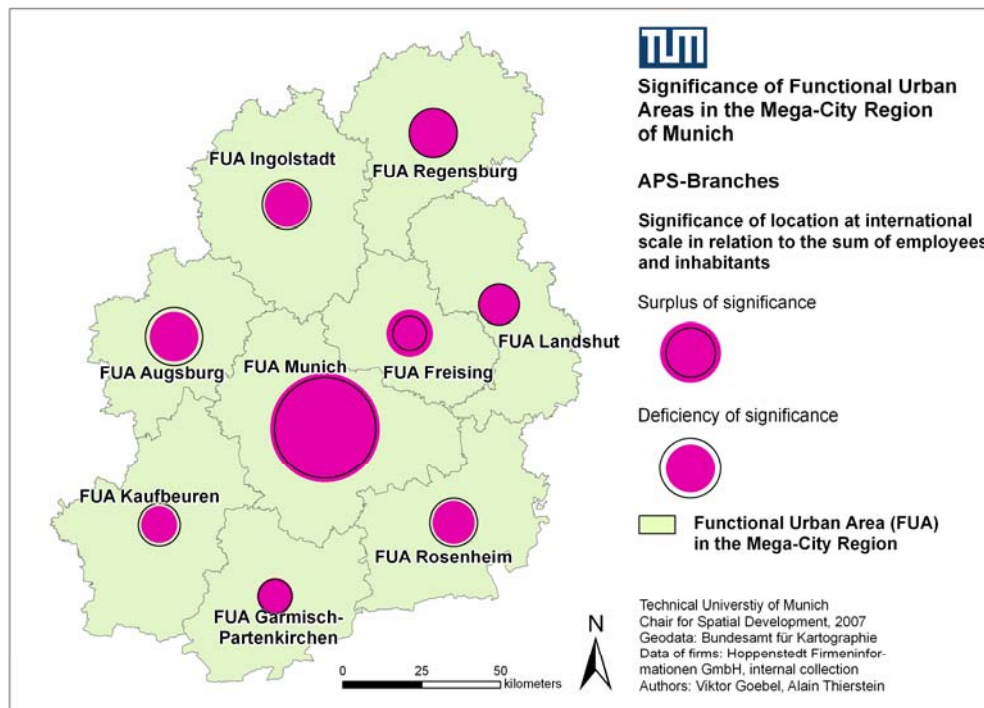 TUM
Significance of Functional Urban
Areas in the Mega-City Region
of Munich
APS-Branches
Significance of location at international
scale in relation to the sum of employees
and inhabitants
Surplus of significance
Deficiency of significance
Functional Urban Area (FUA)
in the Mega-City Region
Technical Universtiy of Munich
Chair for Spatial Development, 2007
Geodata: Bundesamt für Kartographie
Data of firms: Hoppenstedt Firmeninfor-
mationen GmbH, internal collection
Authors: Viktor Goebel, Alain Thierstein
FUA Ingolstadt
FUA Regensburg
FUA Landshut
FUA Augsburg
FUA Munich
FUA Freising
FUA Kaufbeuren
FUA Rosenheim
FUA Garmisch-
Partenkirchen
N
0 25 50
kilometers